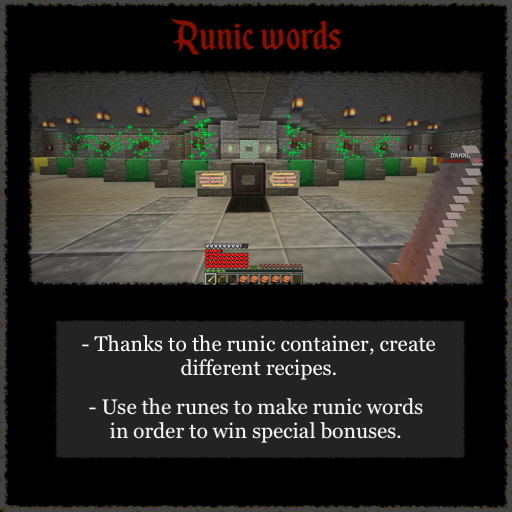 Runic words
- Thanks to the runic container, create
different recipes.
- Use the runes to make runic words
in order to win special bonuses.